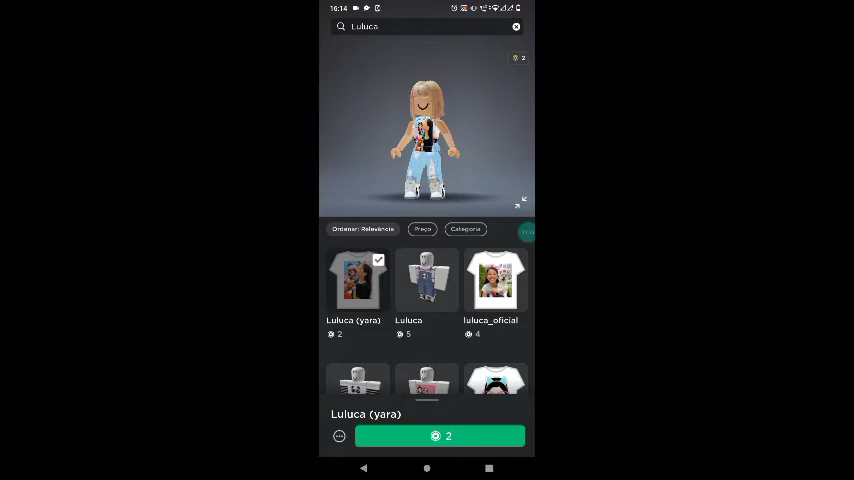 16:14
Luluca
2
Ordenar: Relevância
Preço
Categoria
Luluca (yara)
Luluca
luluca_oficial
2
5
4
Luluca (yara)
2